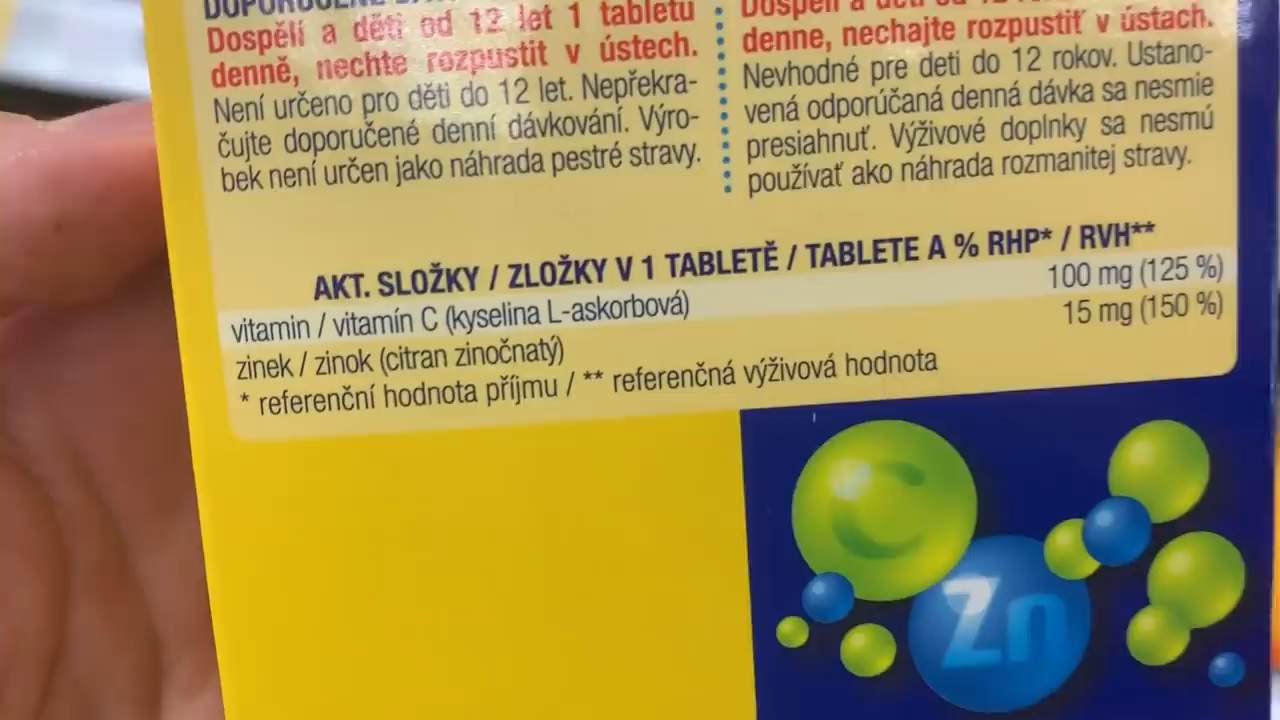 Dospělí a děti od 12 let 1 tabletu
denně, nechte rozpustit v ústech.
Není určeno pro děti do 12 let. Nepřekra-
čujte doporučené denní dávkování. Výro-
bek není určen jako náhrada pestré stravy.
denne, nechajte rozpustiť v ústach.
Nevhodné pre deti do 12 rokov. Ustano-
vená odporúčaná denná dávka sa nesmie
presiahnuť. Výživové doplnky sa nesmú
používať ako náhrada rozmanitej stravy.
AKT. SLOŽKY / ZLOŽKY V 1 TABLETĚ / TABLETE A % RHP* / RVH**
vitamin / vitamín C (kyselina L-askorbová) 100 mg (125 %)
zinek / zinok (citran zinočnatý) 15 mg (150 %)
* referenční hodnota příjmu / ** referenčná výživová hodnota
C
Zn